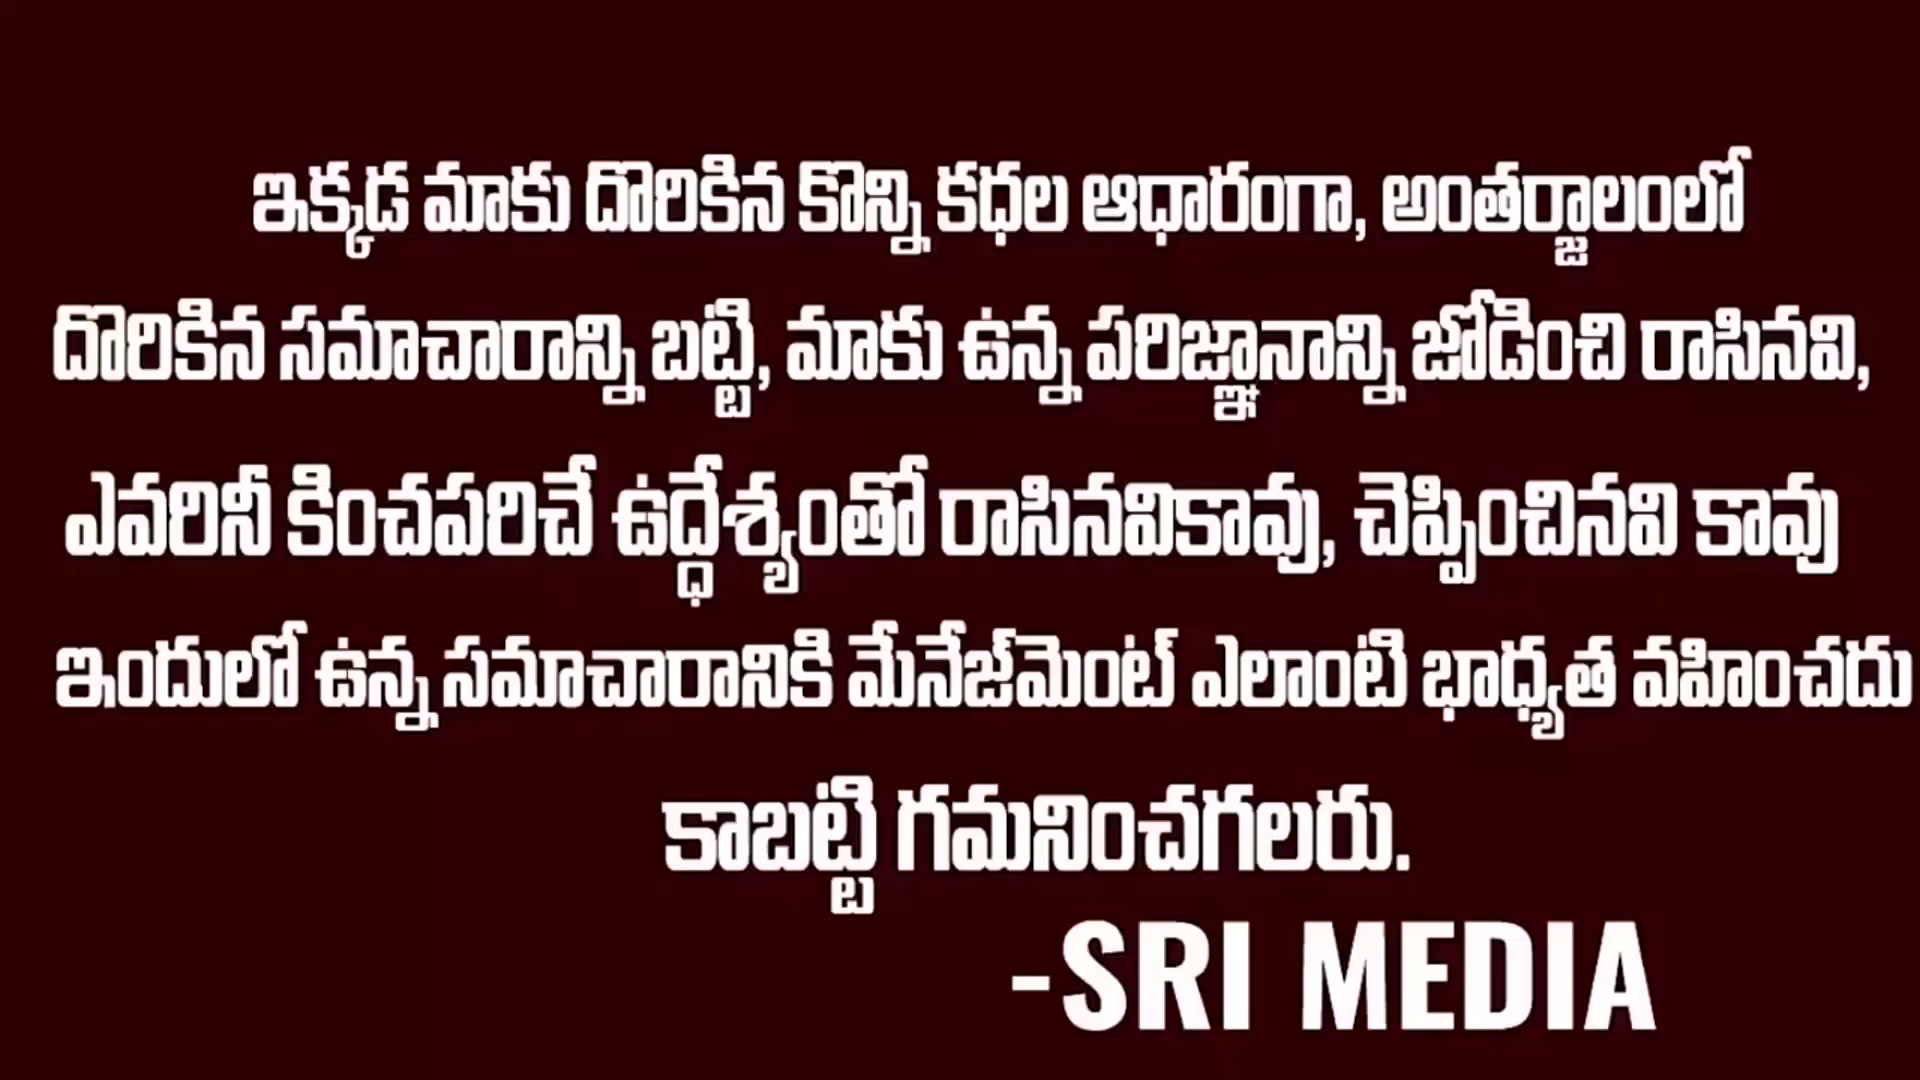 ఇక్కడ మాకు దొరికిన కొన్ని కధల ఆధారంగా, అంతర్జాలంలో
దొరికిన సమాచారాన్ని బట్టి, మాకు ఉన్న పరిజ్ఞానాన్ని జోడించి రాసినవి,
ఎవరినీ కించపరిచే ఉద్ధేశ్యంతో రాసినవికావు, చెప్పించినవి కావు
ఇందులో ఉన్న సమాచారానికి మేనేజ్‌మెంట్ ఎలాంటి భాధ్యత వహించదు
కాబట్టి గమనించగలరు.
-SRI MEDIA